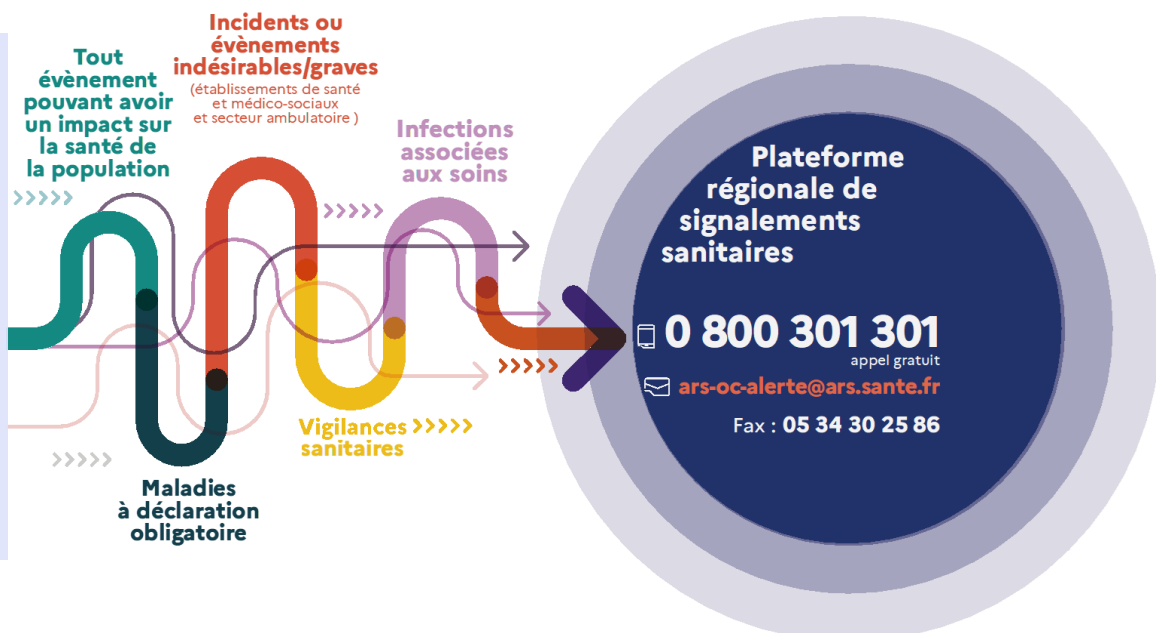 Tout
évènement
pouvant avoir
un impact sur
la santé de
la population
Incidents ou
évènements
indésirables/graves
(établissements de santé
et médico-sociaux
et secteur ambulatoire )
Infections
associées
aux soins
Vigilances
sanitaires
Maladies
à déclaration
obligatoire
Plateforme
régionale de
signalements
sanitaires
0 800 301 301
appel gratuit
ars-oc-alerte@ars.sante.fr
Fax : 05 34 30 25 86